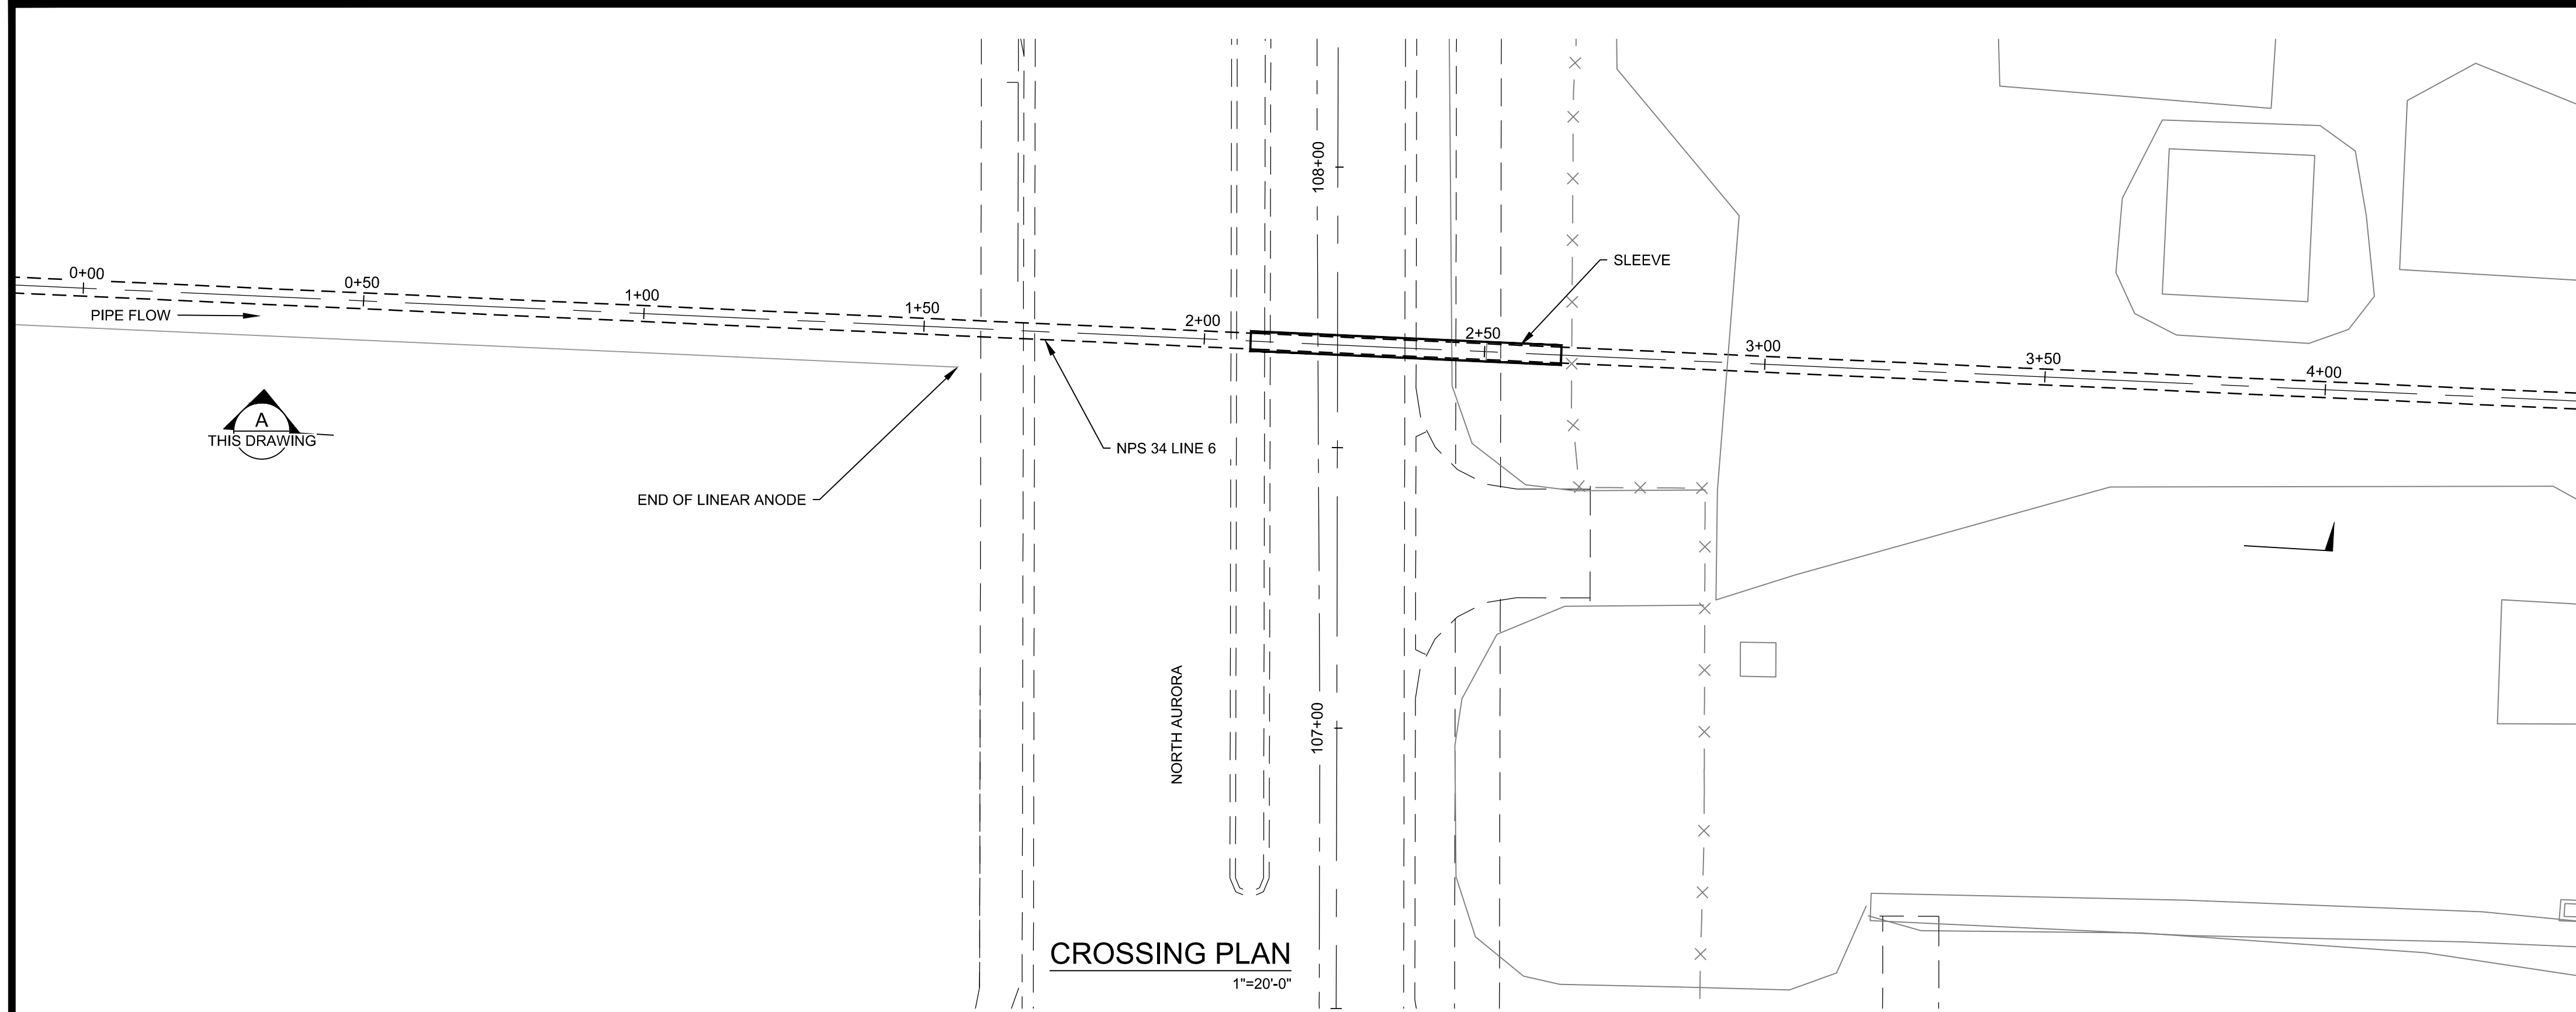 108+00
SLEEVE
0+00
0+50
1+00
1+50
2+00
2+50
3+00
3+50
4+00
PIPE FLOW
A
THIS DRAWING
NPS 34 LINE 6
END OF LINEAR ANODE
NORTH AURORA
107+00
CROSSING PLAN
1"=20'-0"